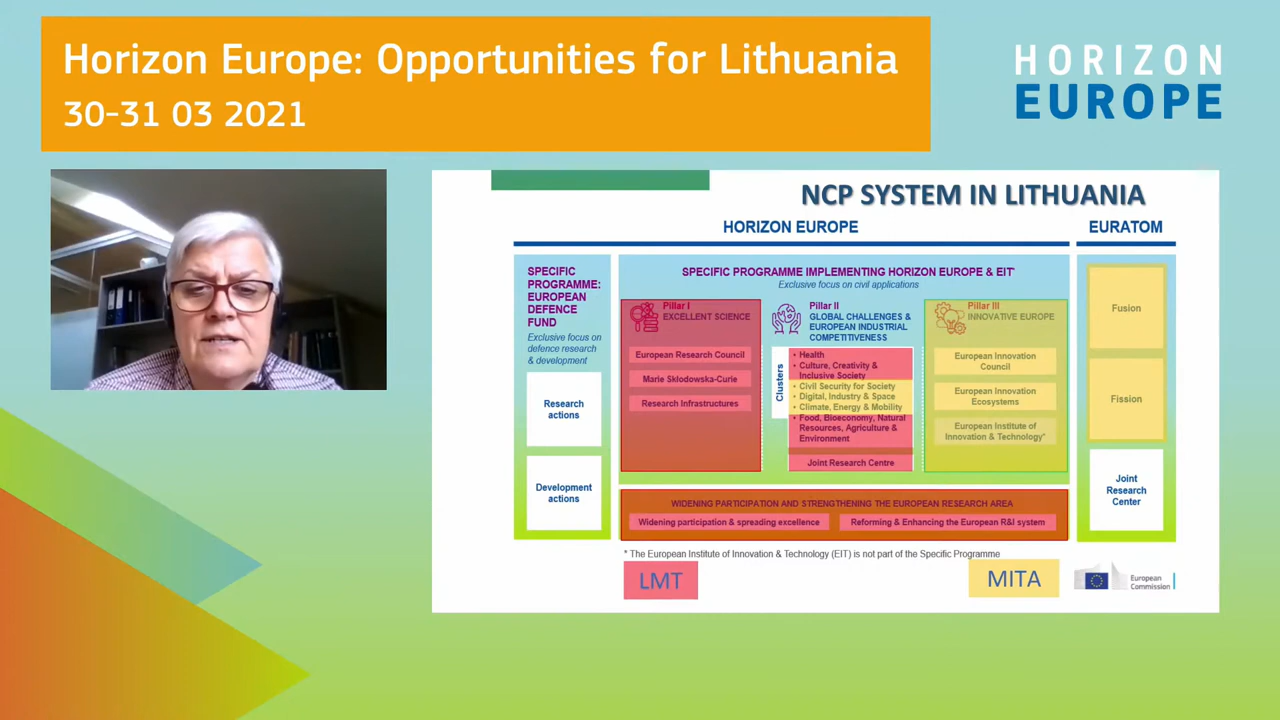 Horizon Europe: Opportunities for Lithuania
30-31 03 2021
HORIZON
EUROPE
NCP SYSTEM IN LITHUANIA
HORIZON EUROPE
EURATOM
SPECIFIC
PROGRAMME:
EUROPEAN
DEFENCE
FUND
Exclusive focus on
defence research
& development
Research
actions
Development
actions
SPECIFIC PROGRAMME IMPLEMENTING HORIZON EUROPE & EIT*
Exclusive focus on civil applications
Pillar I
EXCELLENT SCIENCE
European Research Council
Marie Skłodowska-Curie
Research Infrastructures
Pillar II
GLOBAL CHALLENGES &
EUROPEAN INDUSTRIAL
COMPETITIVENESS
Clusters
• Health
• Culture, Creativity &
Inclusive Society
• Civil Security for Society
• Digital, Industry & Space
• Climate, Energy & Mobility
• Food, Bioeconomy, Natural
Resources, Agriculture &
Environment
Joint Research Centre
Pillar III
INNOVATIVE EUROPE
European Innovation
Council
European Innovation
Ecosystems
European Institute of
Innovation & Technology*
WIDENING PARTICIPATION AND STRENGTHENING THE EUROPEAN RESEARCH AREA
Widening participation & spreading excellence
Reforming & Enhancing the European R&I system
Fusion
Fission
Joint
Research
Center
* The European Institute of Innovation & Technology (EIT) is not part of the Specific Programme
LMT
MITA
European
Commission